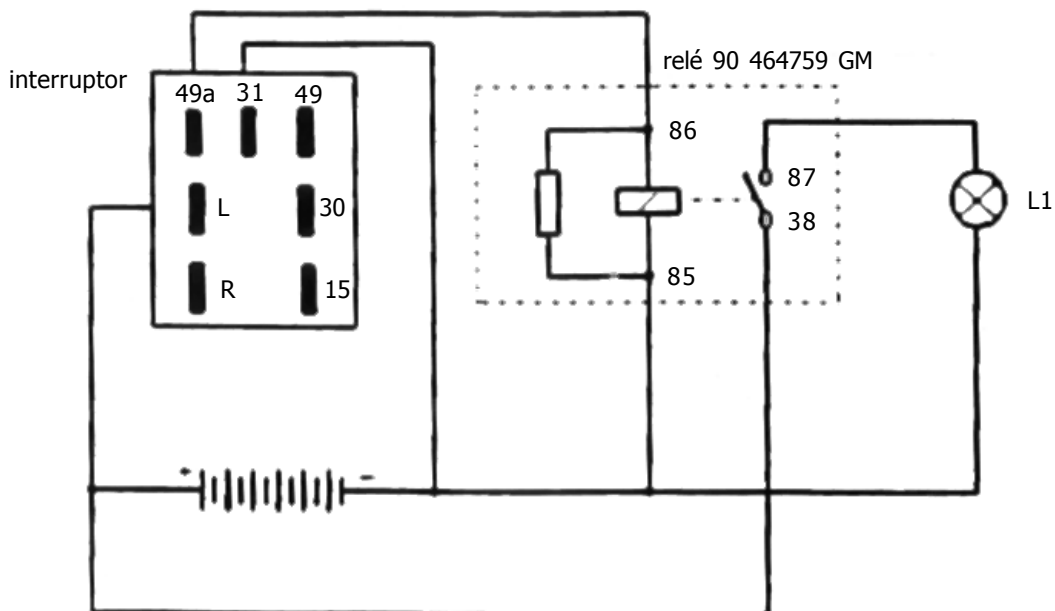 interruptor
relé 90 464759 GM
49a 31 49
86
87
L 30
38
L1
85
R 15
+ -